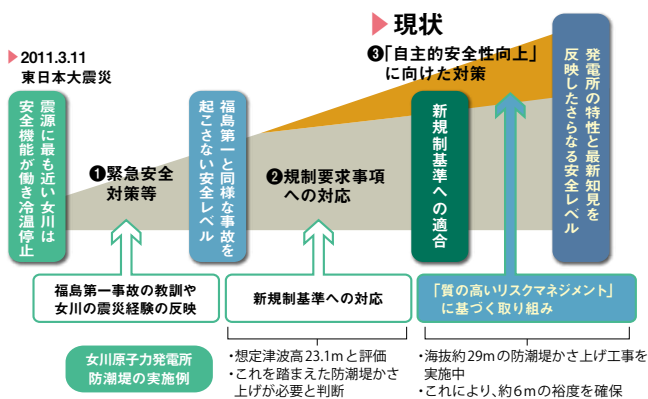 ▶現状
▶2011.3.11
東日本大震災
❸「自主的安全性向上」
に向けた対策
震源に最も近い女川は
安全機能が働き冷温停止
❶緊急安全
対策等
福島第一と同様な事故を
起こさない安全レベル
❷規制要求事項
への対応
新規制基準への適合
発電所の特性と最新知見を
反映したさらなる安全レベル
福島第一事故の教訓や
女川の震災経験の反映
新規制基準への対応
「質の高いリスクマネジメント」
に基づく取り組み
女川原子力発電所
防潮堤の実施例
・想定津波高23.1mと評価
・これを踏まえた防潮堤かさ
上げが必要と判断
・海抜約29mの防潮堤かさ上げ工事を
実施中
・これにより、約6mの裕度を確保